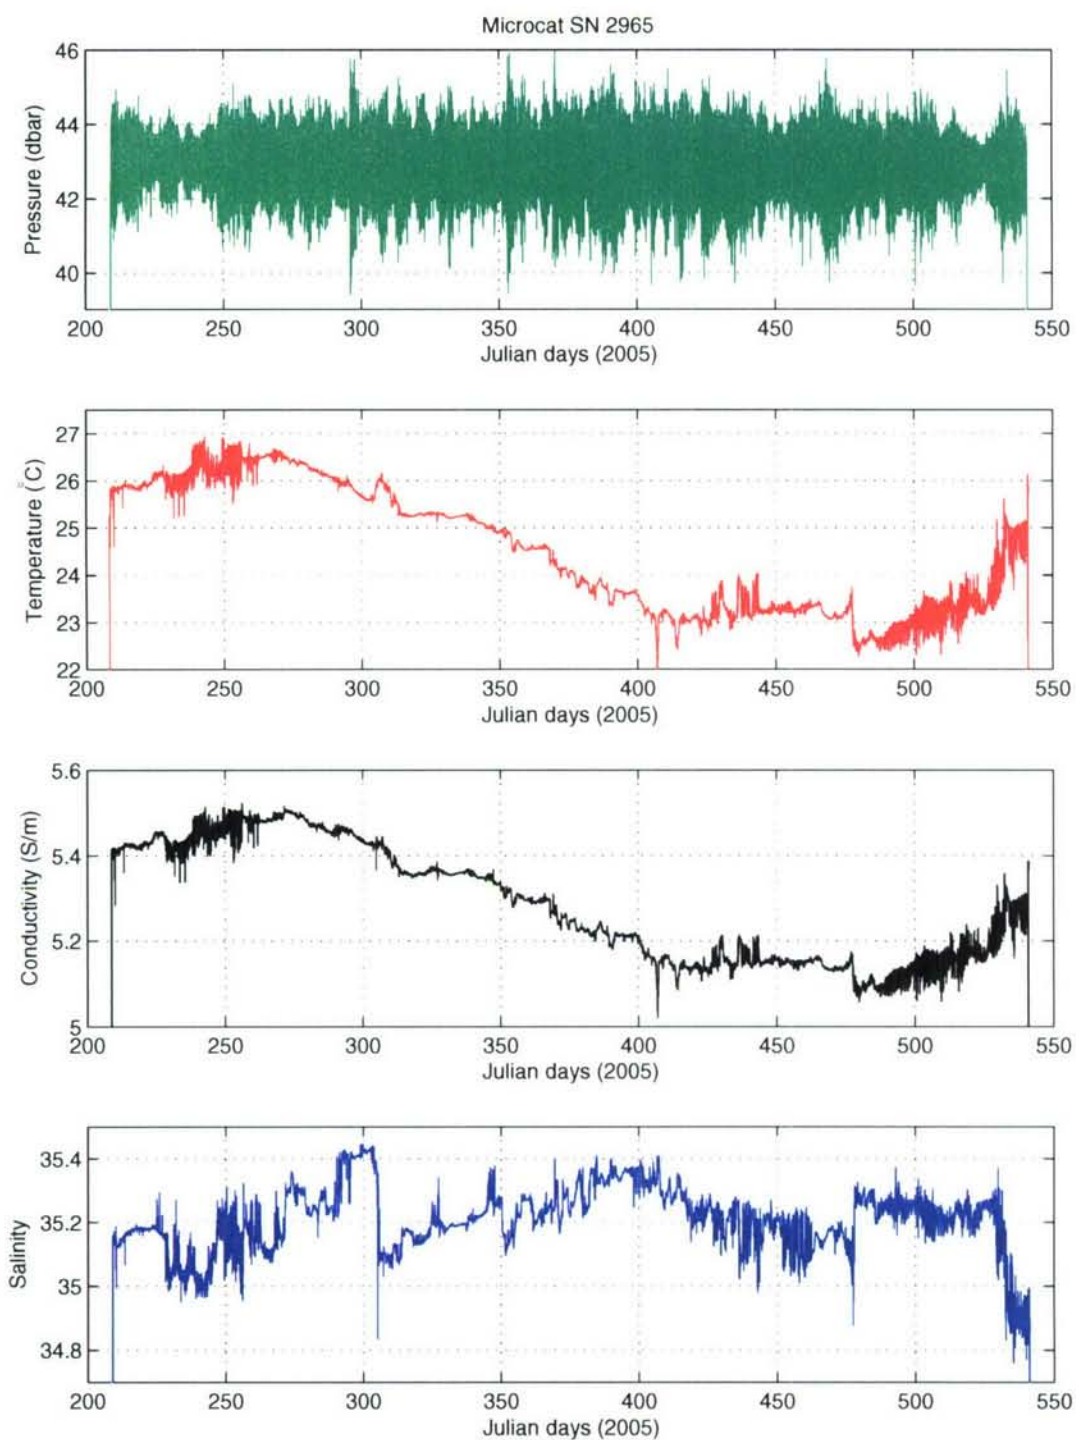 Microcat SN 2965
46
44
42
40
Pressure (dbar)
200 250 300 350 400 450 500 550
Julian days (2005)
27
26
25
24
23
22
Temperature (°C)
200 250 300 350 400 450 500 550
Julian days (2005)
5.6
5.4
5.2
5
Conductivity (S/m)
200 250 300 350 400 450 500 550
Julian days (2005)
35.4
35.2
35
34.8
Salinity
200 250 300 350 400 450 500 550
Julian days (2005)